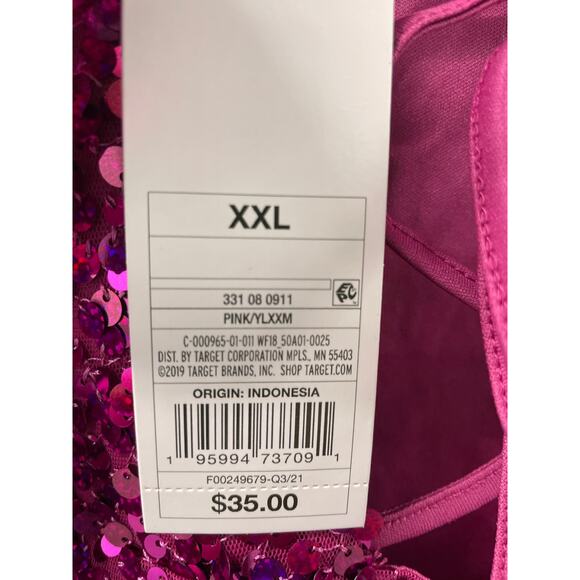 XXL
331 08 0911
PINK/YLXXM
C-000965-01-011 WF18_50A01-0025
DIST. BY TARGET CORPORATION MPLS., MN 55403
©2019 TARGET BRANDS, INC. SHOP TARGET.COM
ORIGIN: INDONESIA
1 95994 73709 1
F00249679-Q3/21
$35.00